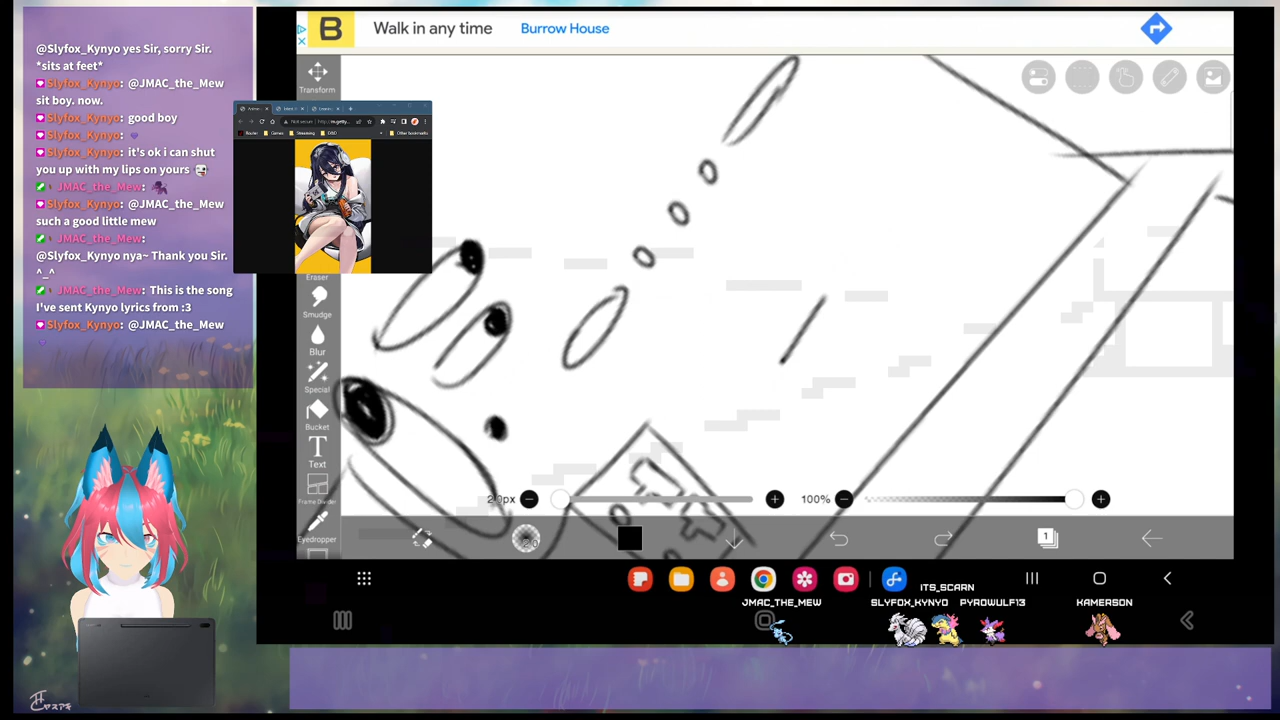 @Slyfox_Kynyo yes Sir, sorry Sir.
*sits at feet*
Slyfox_Kynyo: @JMAC_the_Mew
sit boy. now.
Slyfox_Kynyo: good boy
Slyfox_Kynyo:
Slyfox_Kynyo: it's ok i can shut
you up with my lips on yours
JMAC_the_Mew:
Slyfox_Kynyo: @JMAC_the_Mew
such a good little mew
JMAC_the_Mew:
@Slyfox_Kynyo nya~ Thank you Sir.
^_^
JMAC_the_Mew: This is the song
I've sent Kynyo lyrics from :3
Slyfox_Kynyo: @JMAC_the_Mew
B
Walk in any time
Burrow House
Transform
Games
Streaming
Other bookmarks
Eraser
Smudge
Blur
Special
Bucket
T
Text
Frame Divider
Eyedropper
100%
1
ITS_SCARN
JMAC_THE_MEW
SLYFOX_KYNYO
PYROWULF13
KAMERSON